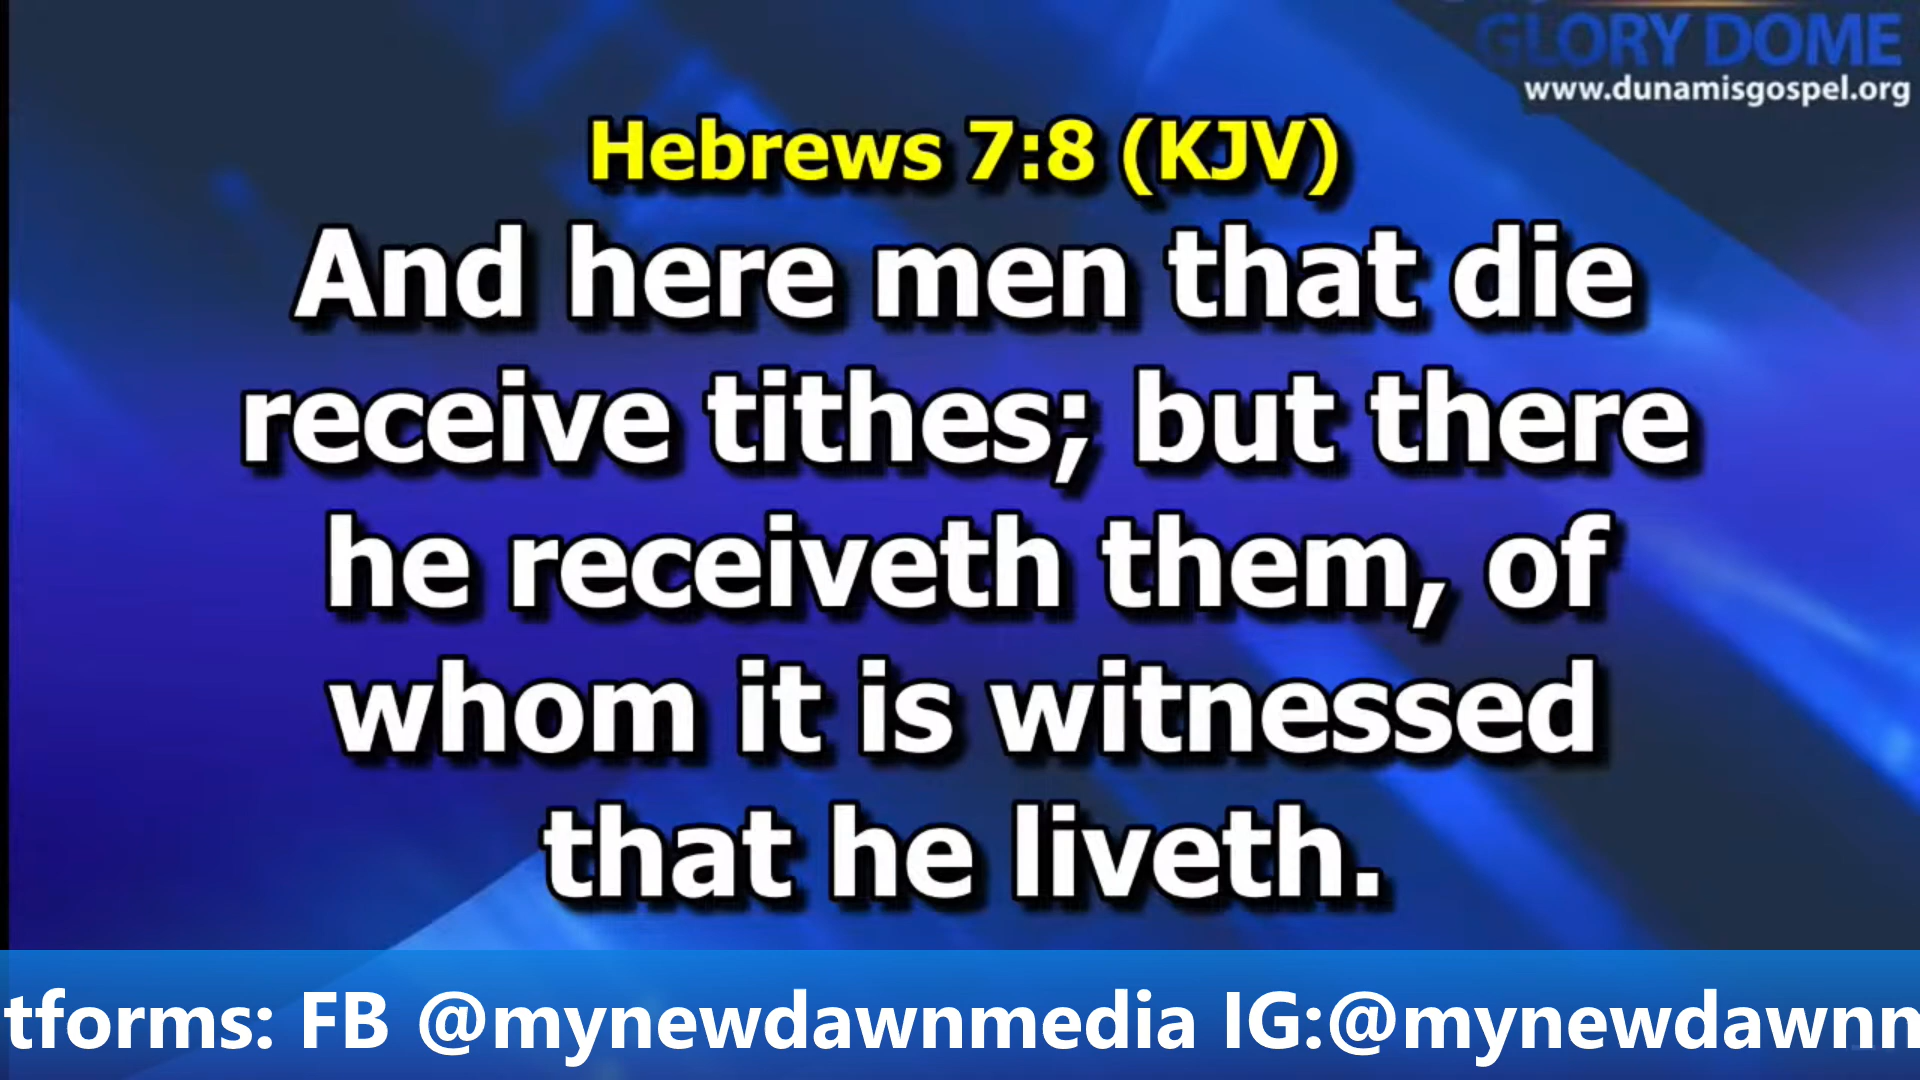 GLORY DOME
www.dunamisgospel.org
Hebrews 7:8 (KJV)
And here men that die
receive tithes; but there
he receiveth them, of
whom it is witnessed
that he liveth.
tforms: FB @mynewdawnmedia IG:@mynewdawnn